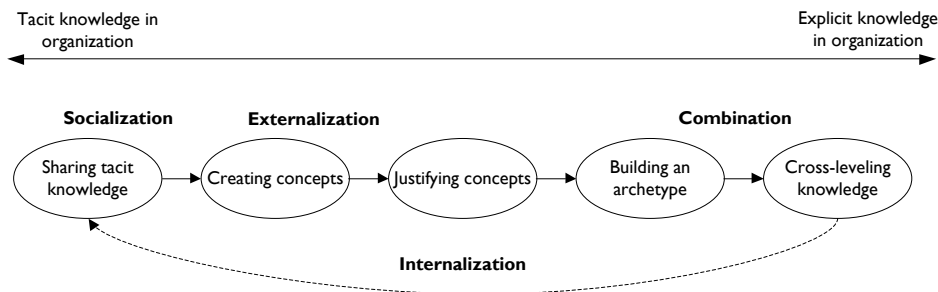 Tacit knowledge in
organization
Explicit knowledge
in organization
Socialization
Externalization
Combination
Sharing tacit
knowledge
Creating concepts
Justifying concepts
Building an
archetype
Cross-leveling
knowledge
Internalization